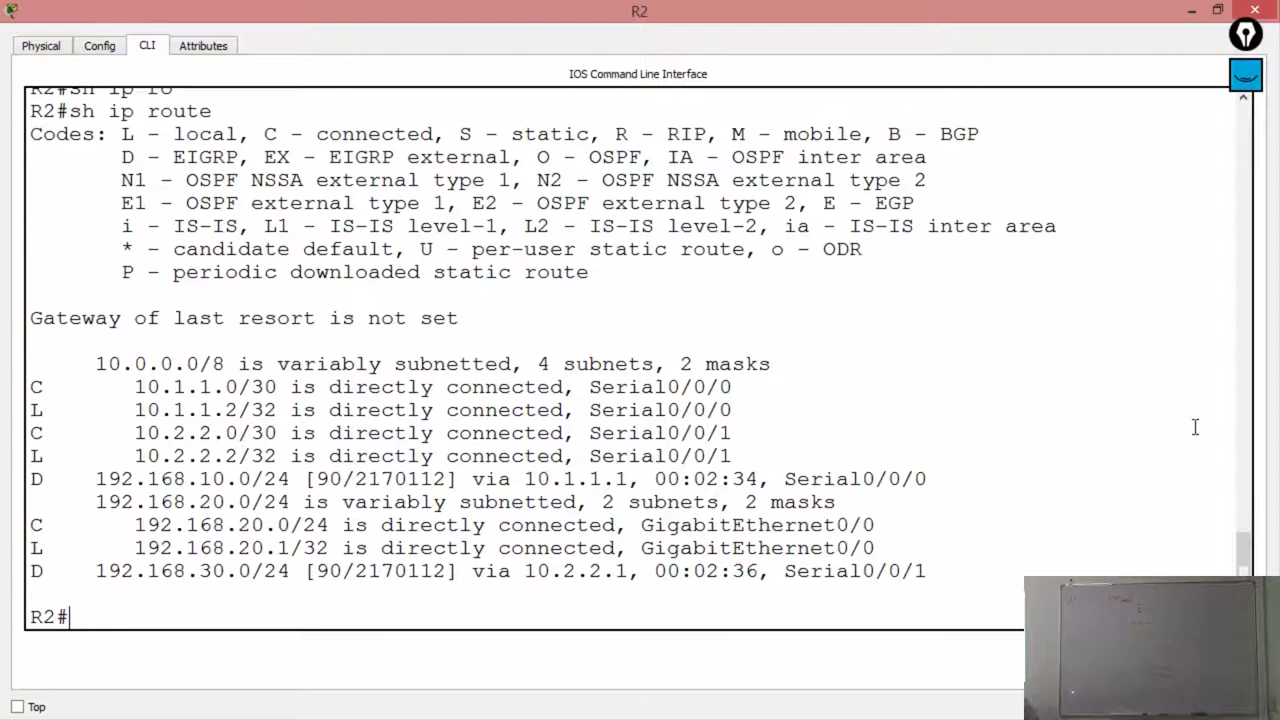 R2
Physical
Config
CLI
Attributes
IOS Command Line Interface
R2#sh ip ro
R2#sh ip route
Codes: L - local, C - connected, S - static, R - RIP, M - mobile, B - BGP
D - EIGRP, EX - EIGRP external, O - OSPF, IA - OSPF inter area
N1 - OSPF NSSA external type 1, N2 - OSPF NSSA external type 2
E1 - OSPF external type 1, E2 - OSPF external type 2, E - EGP
i - IS-IS, L1 - IS-IS level-1, L2 - IS-IS level-2, ia - IS-IS inter area
* - candidate default, U - per-user static route, o - ODR
P - periodic downloaded static route
Gateway of last resort is not set
10.0.0.0/8 is variably subnetted, 4 subnets, 2 masks
C 10.1.1.0/30 is directly connected, Serial0/0/0
L 10.1.1.2/32 is directly connected, Serial0/0/0
C 10.2.2.0/30 is directly connected, Serial0/0/1
L 10.2.2.2/32 is directly connected, Serial0/0/1
D 192.168.10.0/24 [90/2170112] via 10.1.1.1, 00:02:34, Serial0/0/0
192.168.20.0/24 is variably subnetted, 2 subnets, 2 masks
C 192.168.20.0/24 is directly connected, GigabitEthernet0/0
L 192.168.20.1/32 is directly connected, GigabitEthernet0/0
D 192.168.30.0/24 [90/2170112] via 10.2.2.1, 00:02:36, Serial0/0/1
R2#
Top